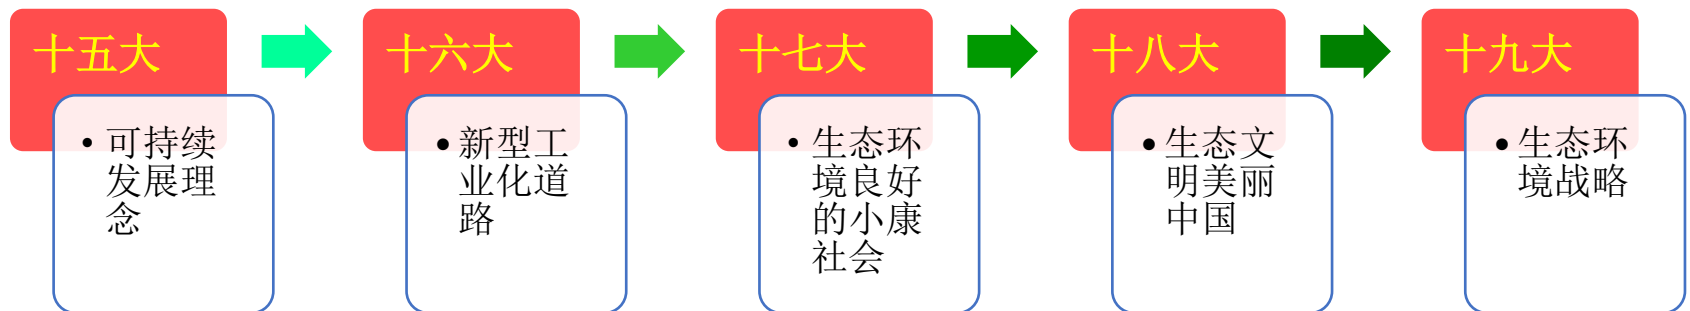 十五大
• 可持续
发展理
念
十六大
• 新型工
业化道
路
十七大
• 生态环
境良好
的小康
社会
十八大
• 生态文
明美丽
中国
十九大
• 生态环
境战略